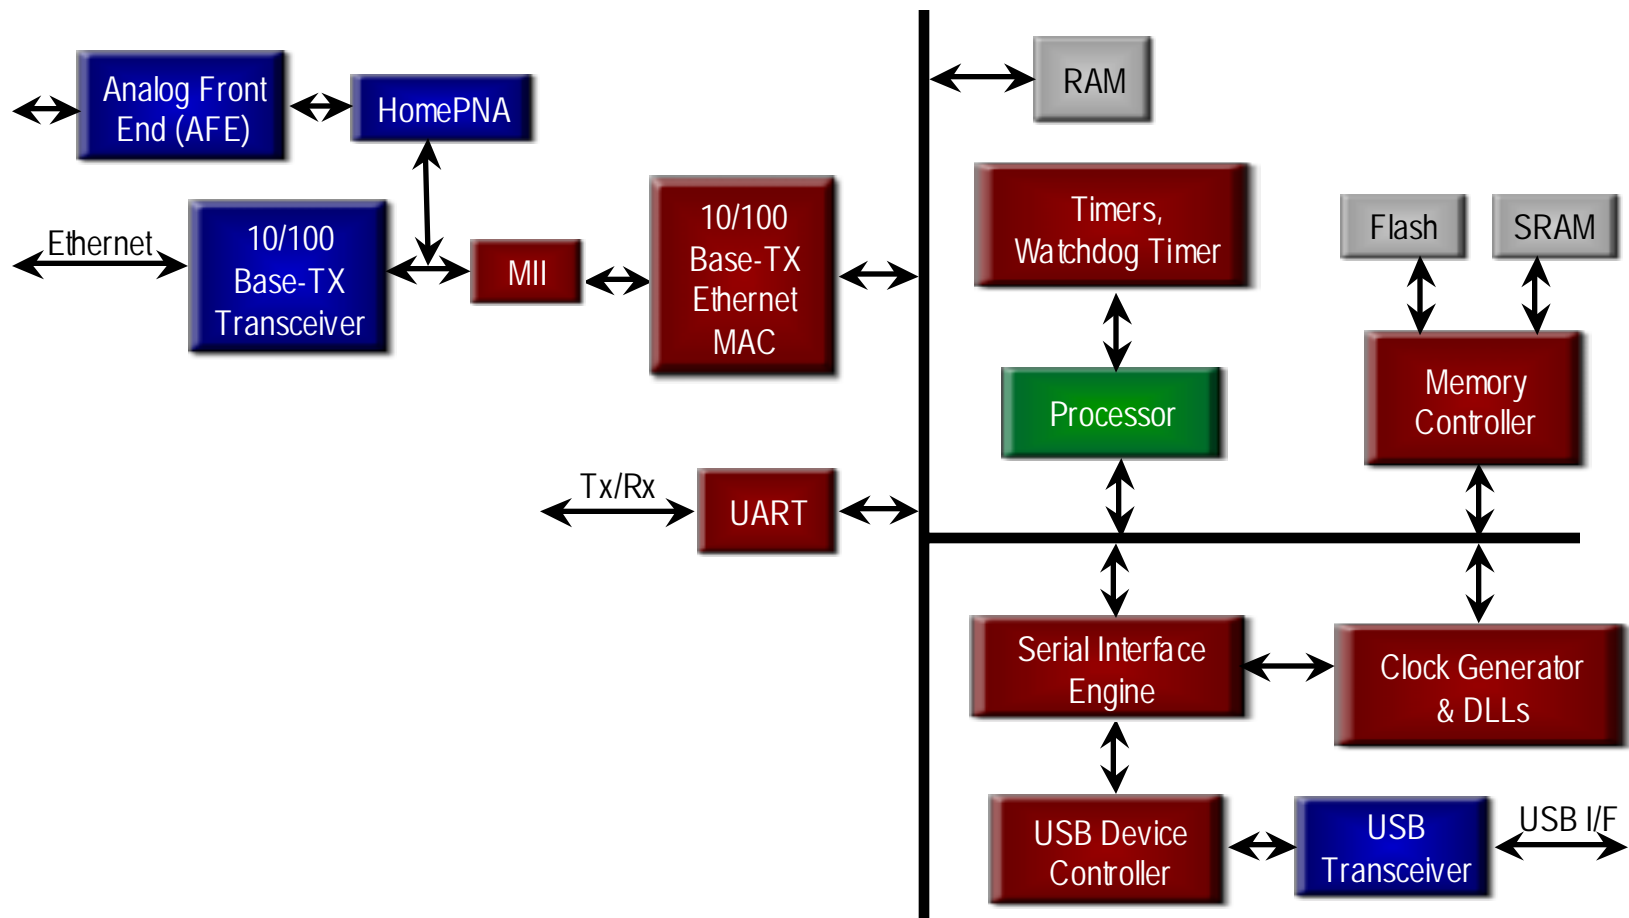 Analog Front
End (AFE)
HomePNA
RAM
Ethernet
10/100
Base-TX
Transceiver
MII
10/100
Base-TX
Ethernet
MAC
Timers,
Watchdog Timer
Flash
SRAM
Processor
Memory
Controller
Tx/Rx
UART
Serial Interface
Engine
Clock Generator
& DLLs
USB Device
Controller
USB
Transceiver
USB I/F